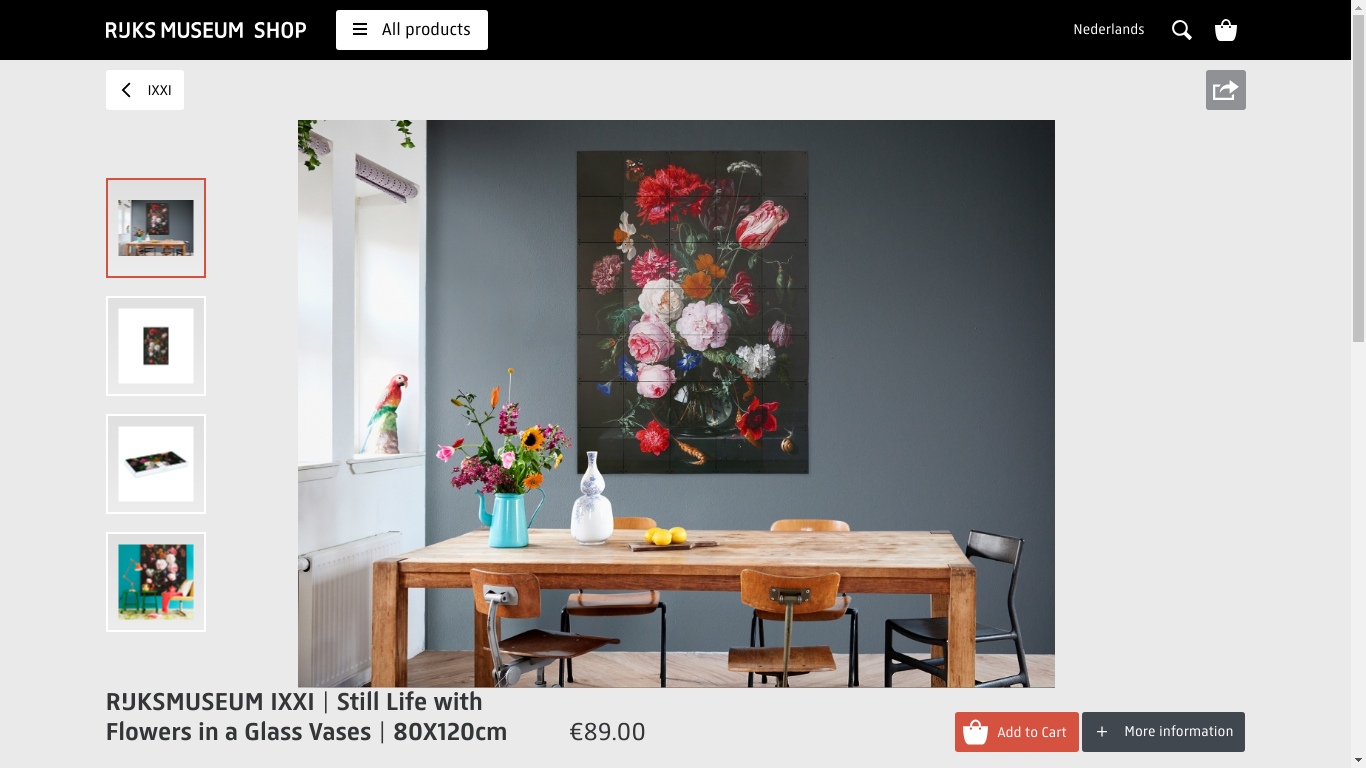 RIJKS MUSEUM SHOP
All products
Nederlands
IXXI
RIJKSMUSEUM IXXI | Still Life with
Flowers in a Glass Vases | 80X120cm
€89.00
Add to Cart
+ More information